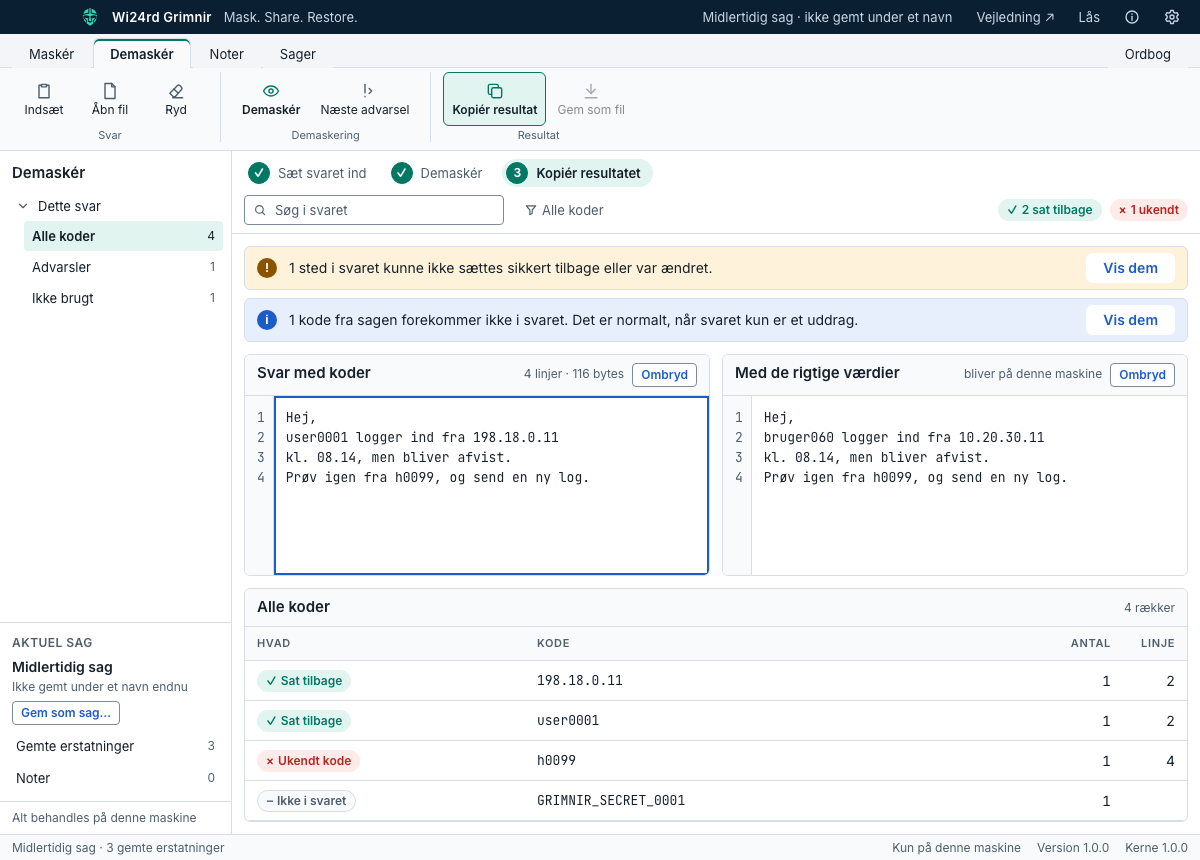 Wi24rd Grimnir Mask. Share. Restore. Midlertidig sag · ikke gemt under et navn Vejledning ↗ Lås
Maskér Demaskér Noter Sager Ordbog
Indsæt Åbn fil Ryd Demaskér Næste advarsel Kopiér resultat Gem som fil
Svar Demaskering Resultat
Demaskér
Dette svar
Alle koder 4
Advarsler 1
Ikke brugt 1
AKTUEL SAG
Midlertidig sag
Ikke gemt under et navn endnu
Gem som sag...
Gemte erstatninger 3
Noter 0
Alt behandles på denne maskine
Sæt svaret ind Demaskér 3 Kopiér resultatet
Søg i svaret Alle koder ✓ 2 sat tilbage × 1 ukendt
! 1 sted i svaret kunne ikke sættes sikkert tilbage eller var ændret. Vis dem
i 1 kode fra sagen forekommer ikke i svaret. Det er normalt, når svaret kun er et uddrag. Vis dem
Svar med koder 4 linjer · 116 bytes Ombryd
1 Hej,
2 user0001 logger ind fra 198.18.0.11
3 kl. 08.14, men bliver afvist.
4 Prøv igen fra h0099, og send en ny log.
Med de rigtige værdier bliver på denne maskine Ombryd
1 Hej,
2 bruger060 logger ind fra 10.20.30.11
3 kl. 08.14, men bliver afvist.
4 Prøv igen fra h0099, og send en ny log.
Alle koder 4 rækker
HVAD KODE ANTAL LINJE
✓ Sat tilbage 198.18.0.11 1 2
✓ Sat tilbage user0001 1 2
× Ukendt kode h0099 1 4
– Ikke i svaret GRIMNIR_SECRET_0001 1
Midlertidig sag · 3 gemte erstatninger Kun på denne maskine Version 1.0.0 Kerne 1.0.0